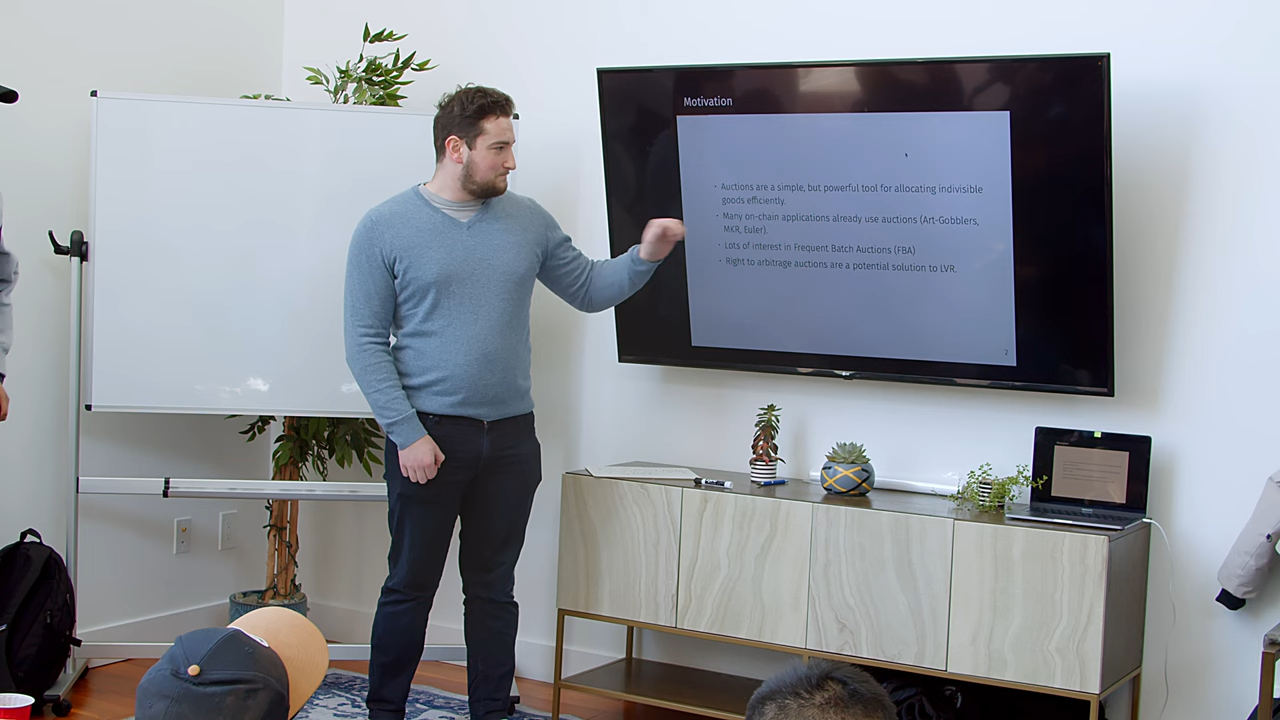 Motivation
· Auctions are a simple, but powerful tool for allocating indivisible
goods efficiently.
· Many on-chain applications already use auctions (Art-Gobblers,
MKR, Euler).
· Lots of interest in Frequent Batch Auctions (FBA)
· Right to arbitrage auctions are a potential solution to LVR.
2